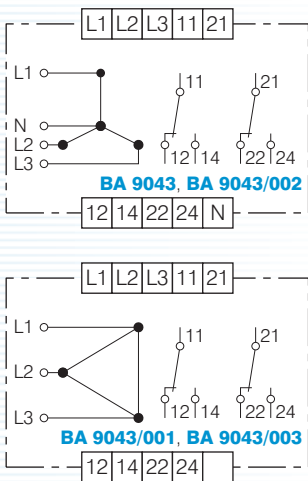 L1 L2 L3 11 21
L1
11 21
N
L2
L3
12 14 22 24
BA 9043, BA 9043/002
12 14 22 24 N
L1 L2 L3 11 21
L1
11 21
L2
L3
12 14 22 24
BA 9043/001, BA 9043/003
12 14 22 24